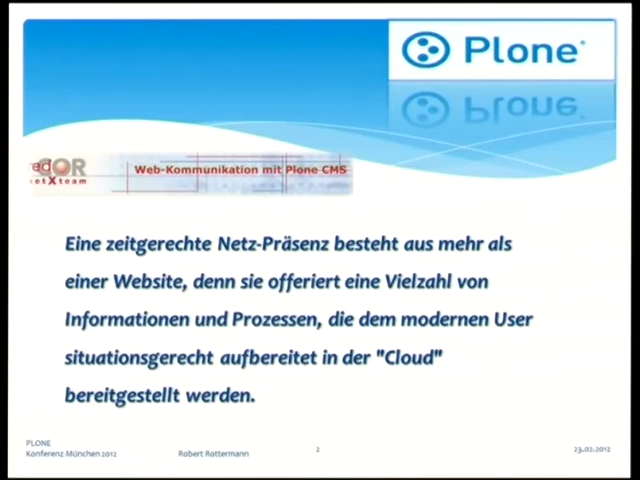 Plone
redCOR
netXteam
Web-Kommunikation mit Plone CMS
Eine zeitgerechte Netz-Präsenz besteht aus mehr als
einer Website, denn sie offeriert eine Vielzahl von
Informationen und Prozessen, die dem modernen User
situationsgerecht aufbereitet in der "Cloud"
bereitgestellt werden.
PLONE
Konferenz München 2012
Robert Rottermann
2
23.02.2012